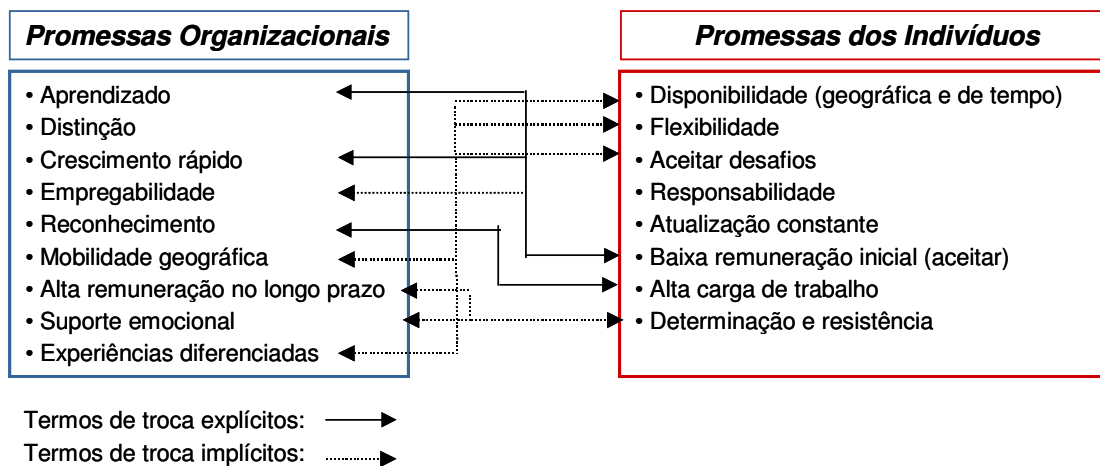 Promessas Organizacionais
• Aprendizado
• Distinção
• Crescimento rápido
• Empregabilidade
• Reconhecimento
• Mobilidade geográfica
• Alta remuneração no longo prazo
• Suporte emocional
• Experiências diferenciadas
Promessas dos Indivíduos
• Disponibilidade (geográfica e de tempo)
• Flexibilidade
• Aceitar desafios
• Responsabilidade
• Atualização constante
• Baixa remuneração inicial (aceitar)
• Alta carga de trabalho
• Determinação e resistência
Termos de troca explícitos:
Termos de troca implícitos: